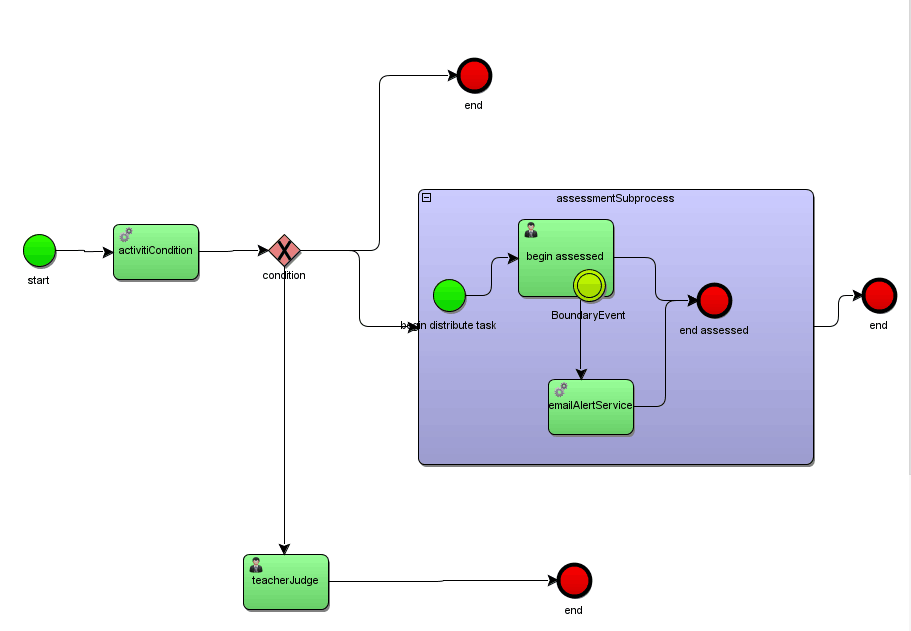 end
assessmentSubprocess
activitiCondition
begin assessed
start
condition
BoundaryEvent
begin distribute task
end assessed
end
emailAlertService
teacherJudge
end